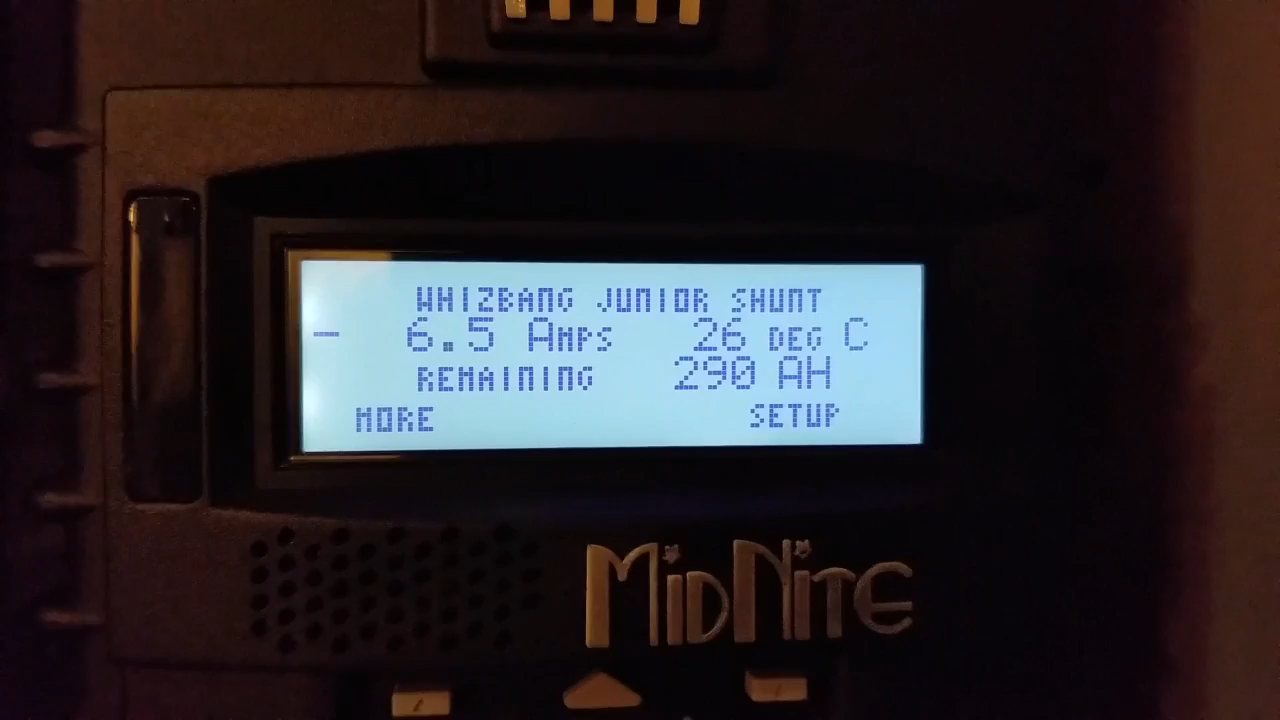 WHIZBANG JUNIOR SHUNT
- 6.5 AMPS 26 DEG C
REMAINING 290 AH
MORE SETUP
MIDNITE